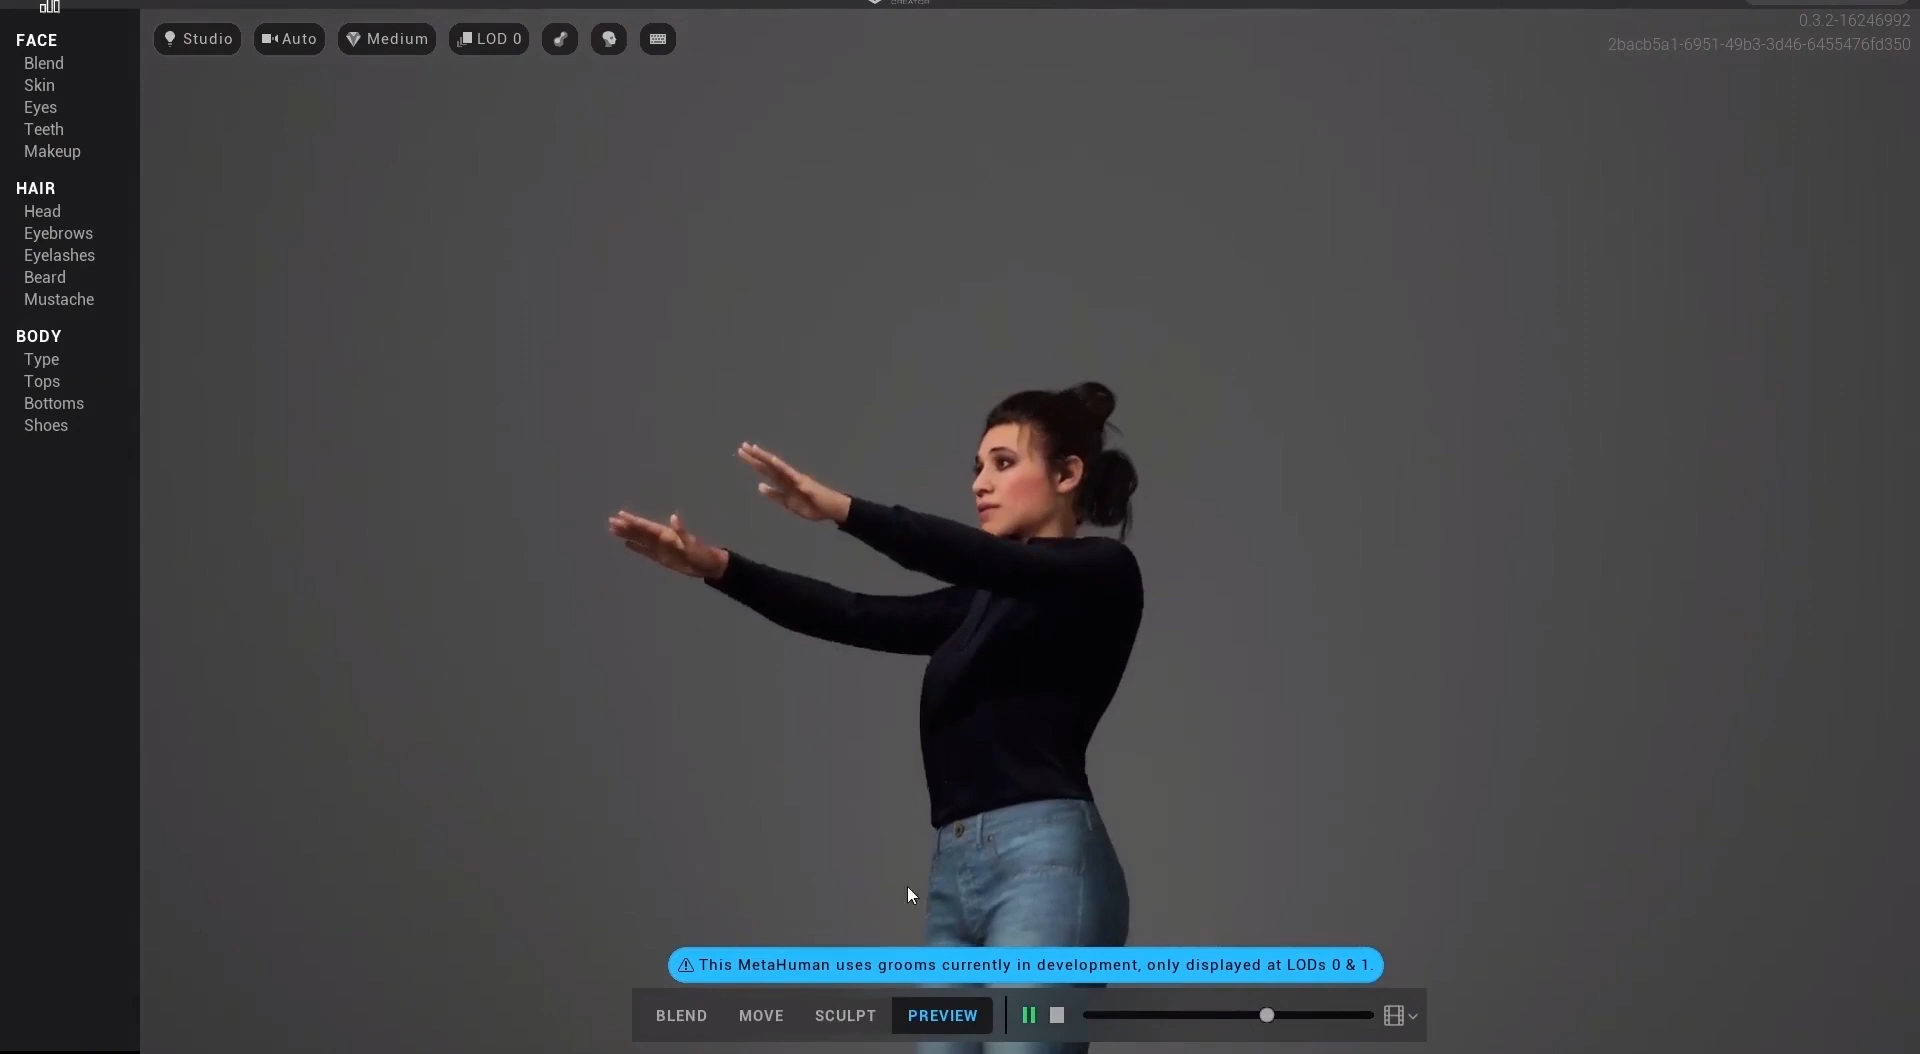 CREATOR
0.3.2-16246992
2bacb5a1-6951-49b3-3d46-6455476fd350
Studio
Auto
Medium
LOD 0
FACE
Blend
Skin
Eyes
Teeth
Makeup
HAIR
Head
Eyebrows
Eyelashes
Beard
Mustache
BODY
Type
Tops
Bottoms
Shoes
This MetaHuman uses grooms currently in development, only displayed at LODs 0 & 1.
BLEND
MOVE
SCULPT
PREVIEW